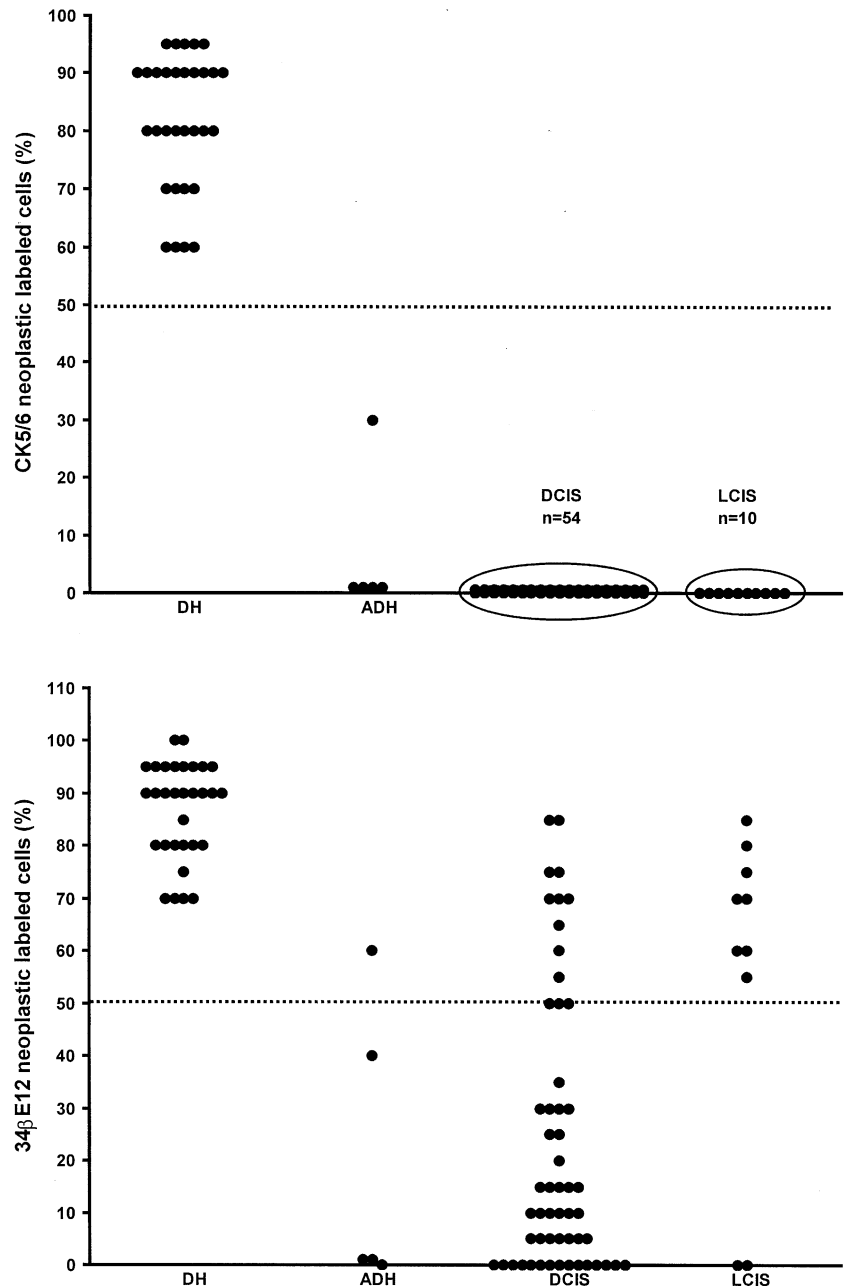 CK5/6 neoplastic labeled cells (%)
100
90
80
70
60
50
40
30
20
10
0
DCIS
n=54
LCIS
n=10
DH
ADH
34βE12 neoplastic labeled cells (%)
110
100
90
80
70
60
50
40
30
20
10
0
DH
ADH
DCIS
LCIS